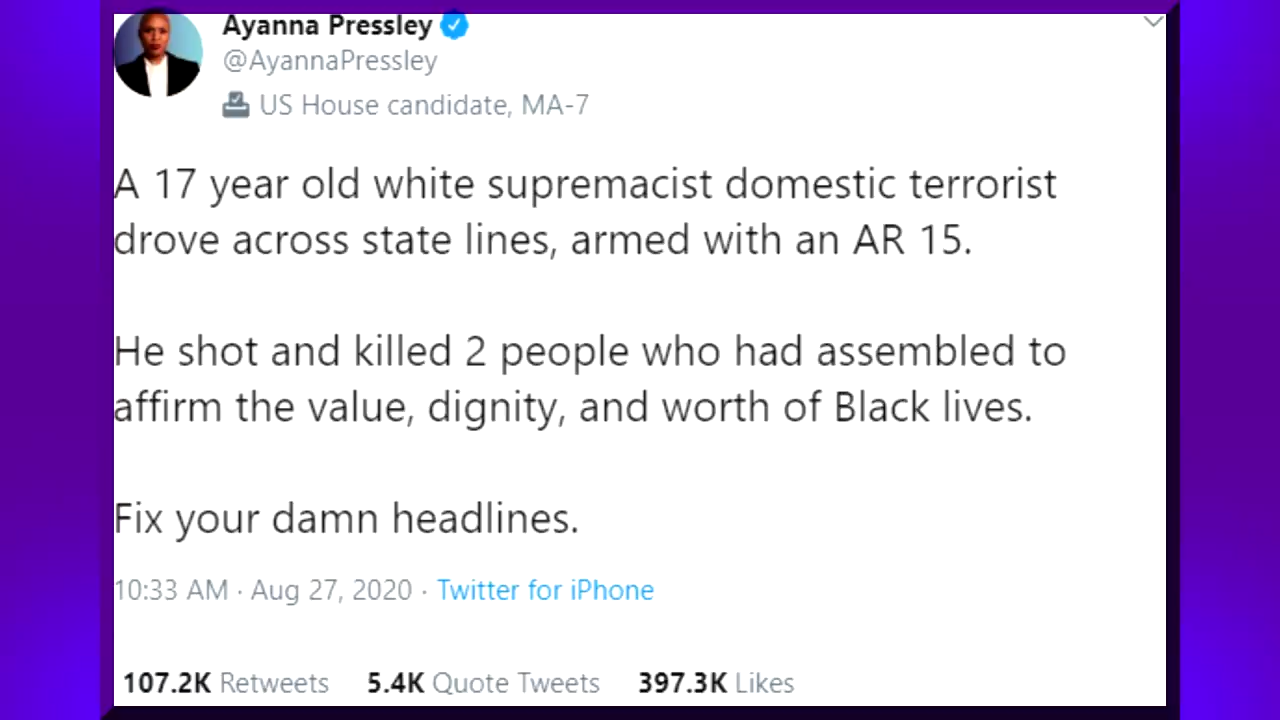 Ayanna Pressley
@AyannaPressley
US House candidate, MA-7
A 17 year old white supremacist domestic terrorist
drove across state lines, armed with an AR 15.
He shot and killed 2 people who had assembled to
affirm the value, dignity, and worth of Black lives.
Fix your damn headlines.
10:33 AM · Aug 27, 2020 · Twitter for iPhone
107.2K Retweets 5.4K Quote Tweets 397.3K Likes